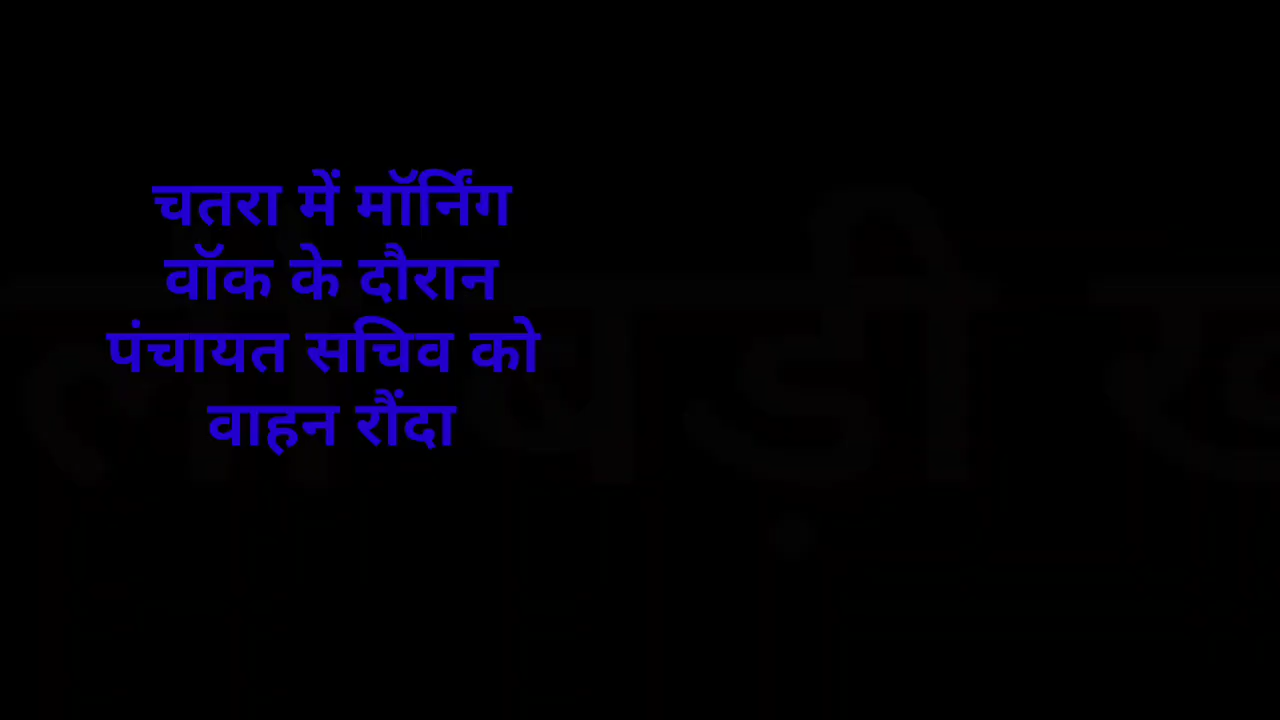 चतरा में मॉर्निंग
वॉक के दौरान
पंचायत सचिव को
वाहन रौंदा